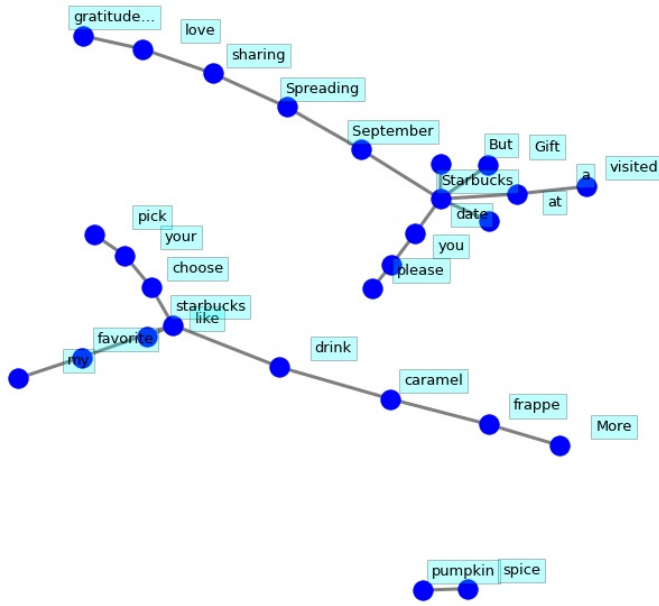 gratitude...
love
sharing
Spreading
September
But
Gift
visited
Starbucks
a
at
date
you
please
pick
your
choose
starbucks
like
favorite
my
drink
caramel
frappe
More
pumpkin
spice